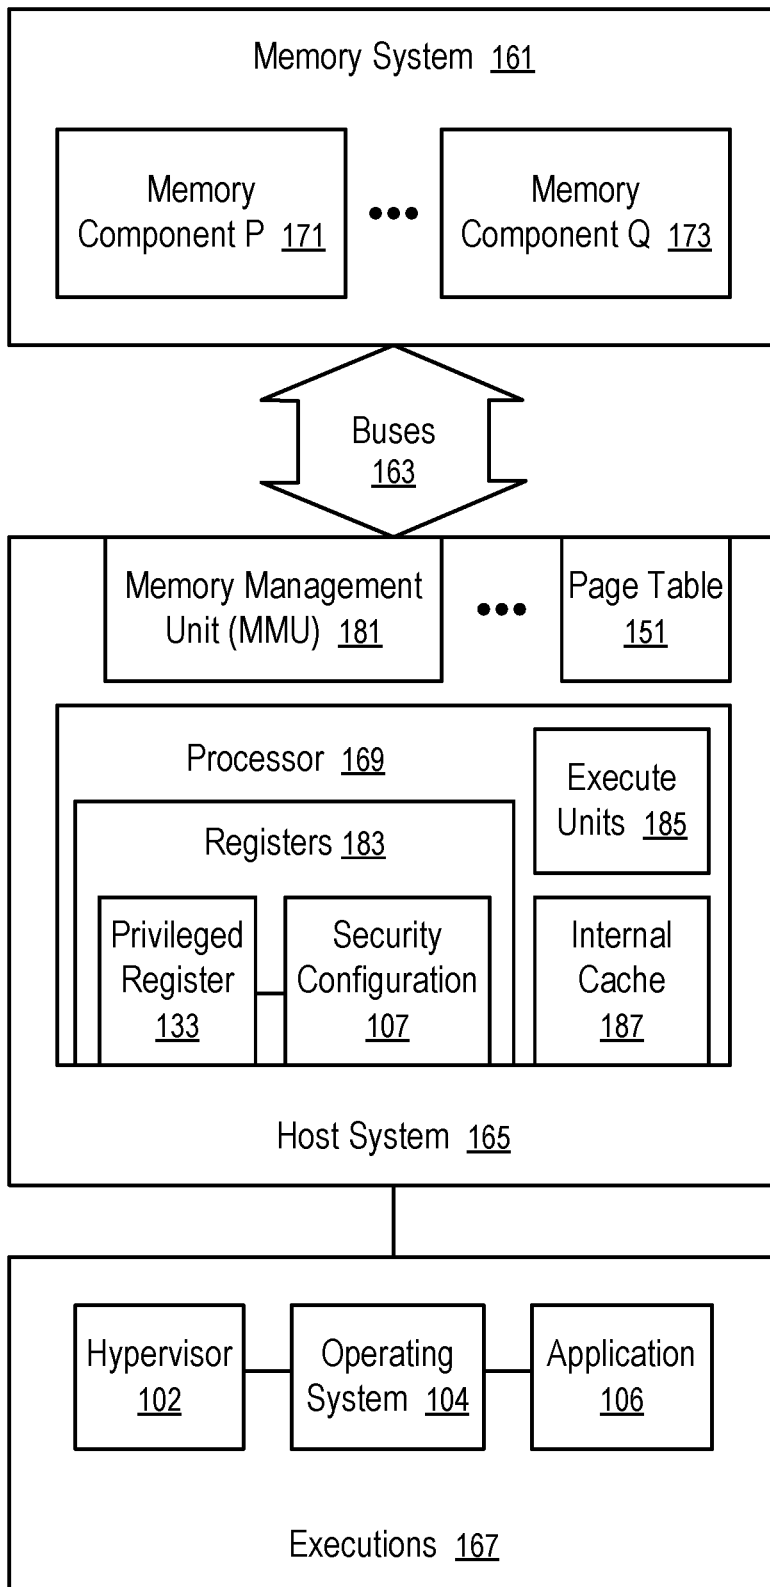 Memory System 161
Memory
Component P 171
Memory
Component Q 173
Buses
163
Memory Management
Unit (MMU) 181
Page Table
151
Processor 169
Execute
Units 185
Registers 183
Privileged
Register
133
Security
Configuration
107
Internal
Cache
187
Host System 165
Hypervisor
102
Operating
System 104
Application
106
Executions 167